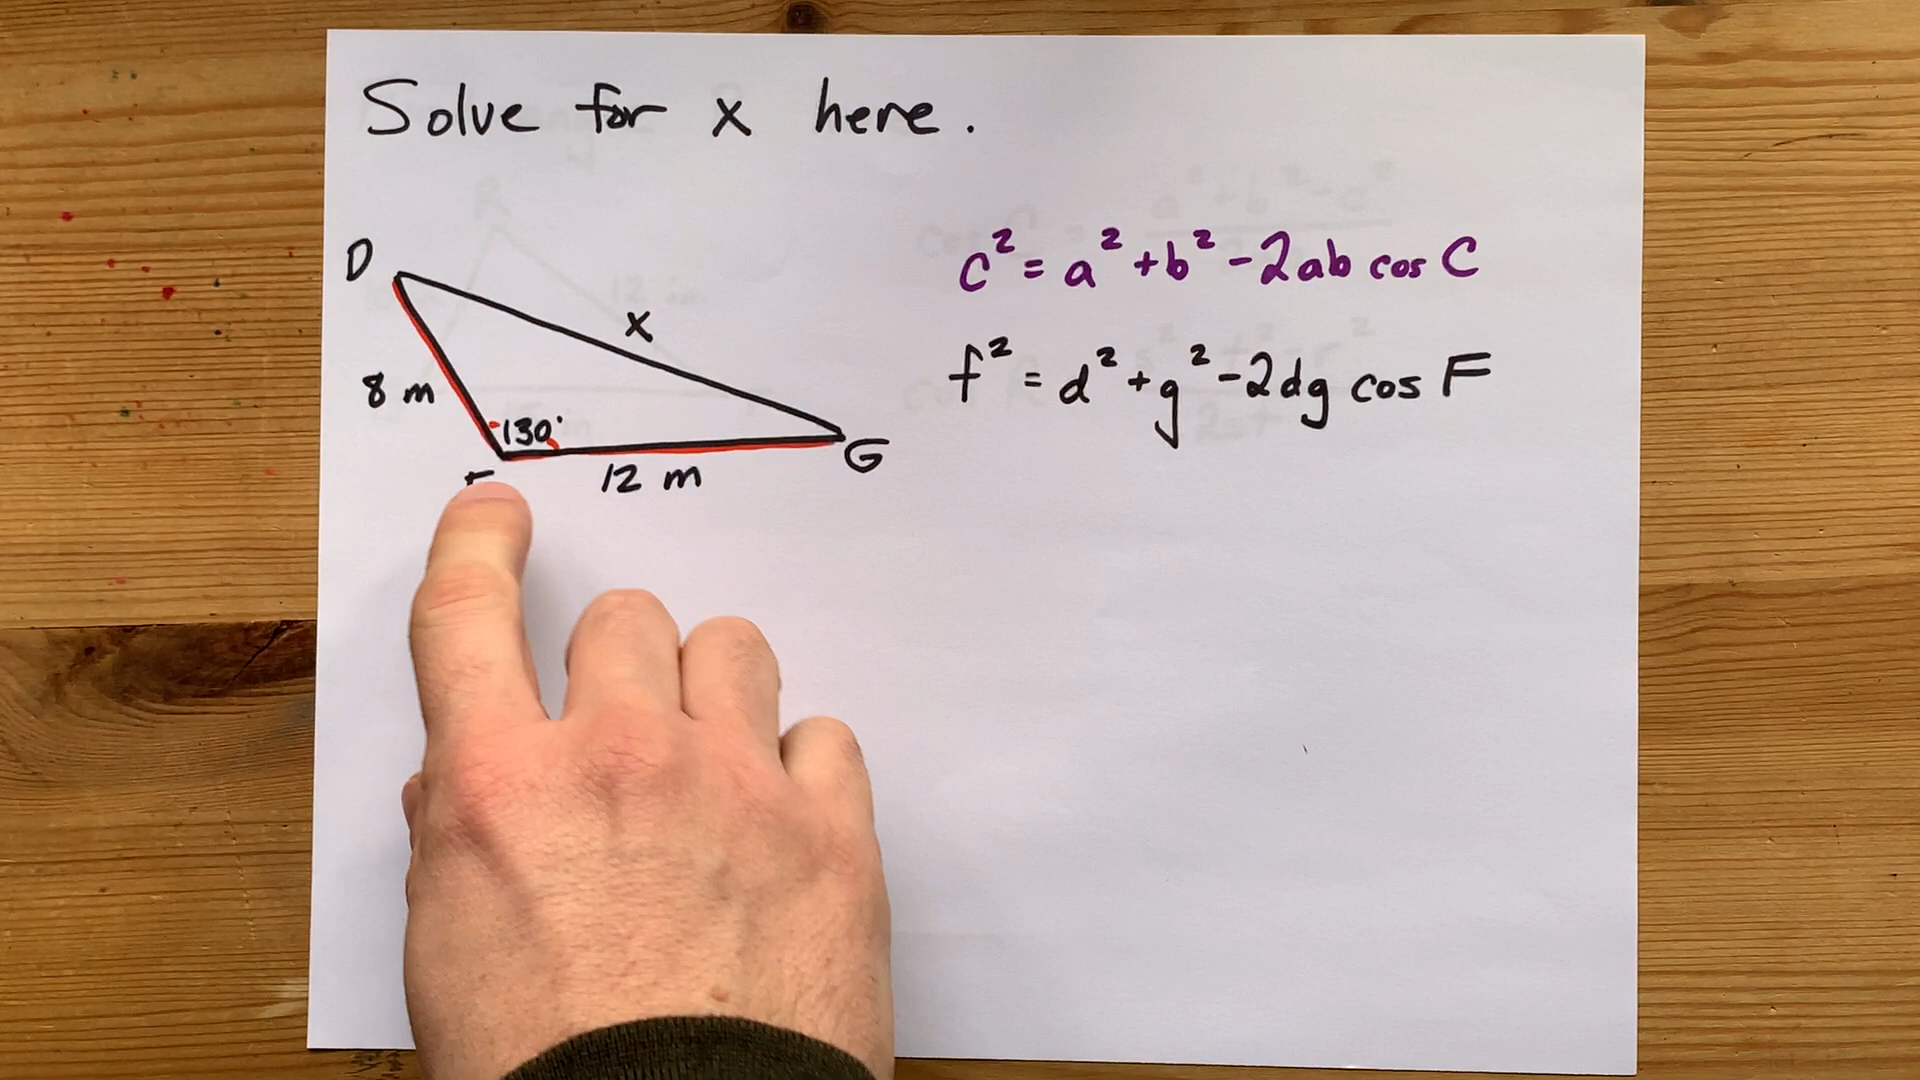 Solve for x here.
D
x
8 m
130°
12 m
G
c² = a² + b² - 2ab cos C
f² = d² + g² - 2dg cos F